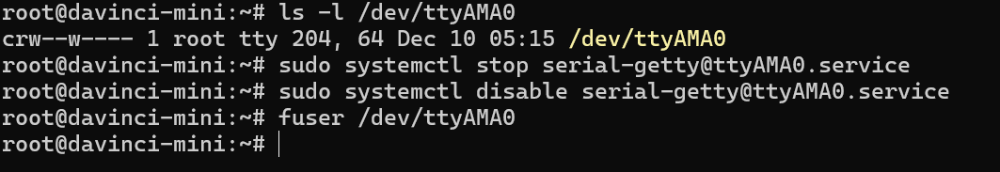 root@davinci-mini:~# ls -l /dev/ttyAMA0
crw--w---- 1 root tty 204, 64 Dec 10 05:15 /dev/ttyAMA0
root@davinci-mini:~# sudo systemctl stop serial-getty@ttyAMA0.service
root@davinci-mini:~# sudo systemctl disable serial-getty@ttyAMA0.service
root@davinci-mini:~# fuser /dev/ttyAMA0
root@davinci-mini:~#